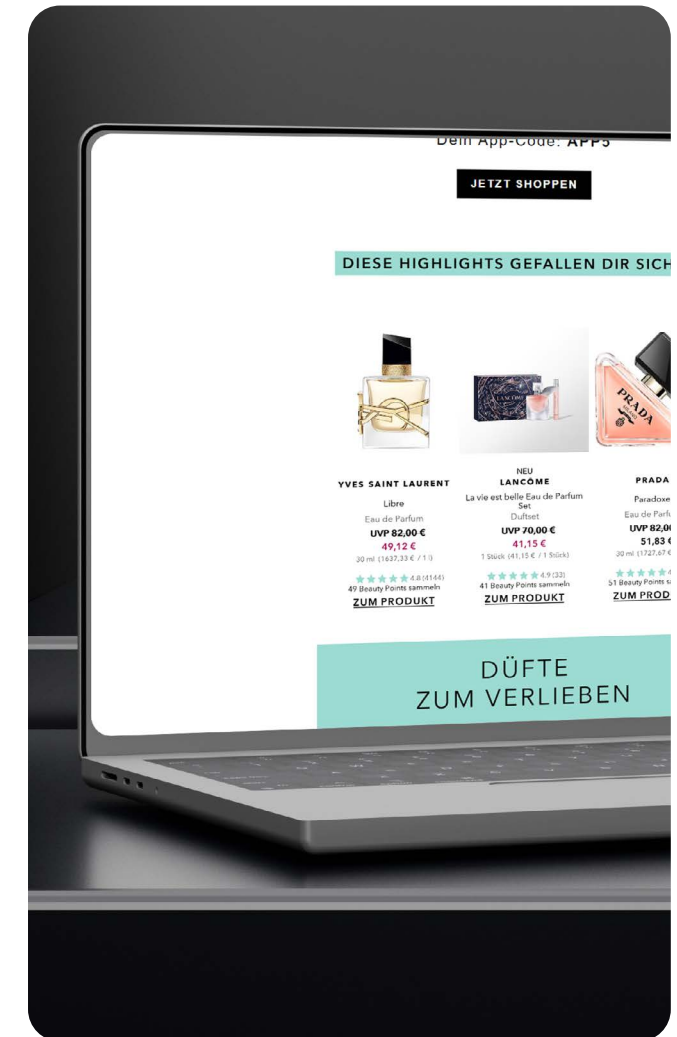 Dein App-Code: APP5
JETZT SHOPPEN
DIESE HIGHLIGHTS GEFALLEN DIR SICH
LANCÔME
PRADA
MILANO
YVES SAINT LAURENT
Libre
Eau de Parfum
UVP 82,00 €
49,12 €
30 ml (1637,33 € / 1 l)
4.8 (4144)
49 Beauty Points sammeln
ZUM PRODUKT
NEU
LANCÔME
La vie est belle Eau de Parfum
Set
Duftset
UVP 70,00 €
41,15 €
1 Stück (41,15 € / 1 Stück)
4.9 (33)
41 Beauty Points sammeln
ZUM PRODUKT
PRADA
Paradoxe
Eau de Parfu
UVP 82,00
51,83 €
30 ml (1727,67 €
51 Beauty Points sa
ZUM PROD
DÜFTE
ZUM VERLIEBEN